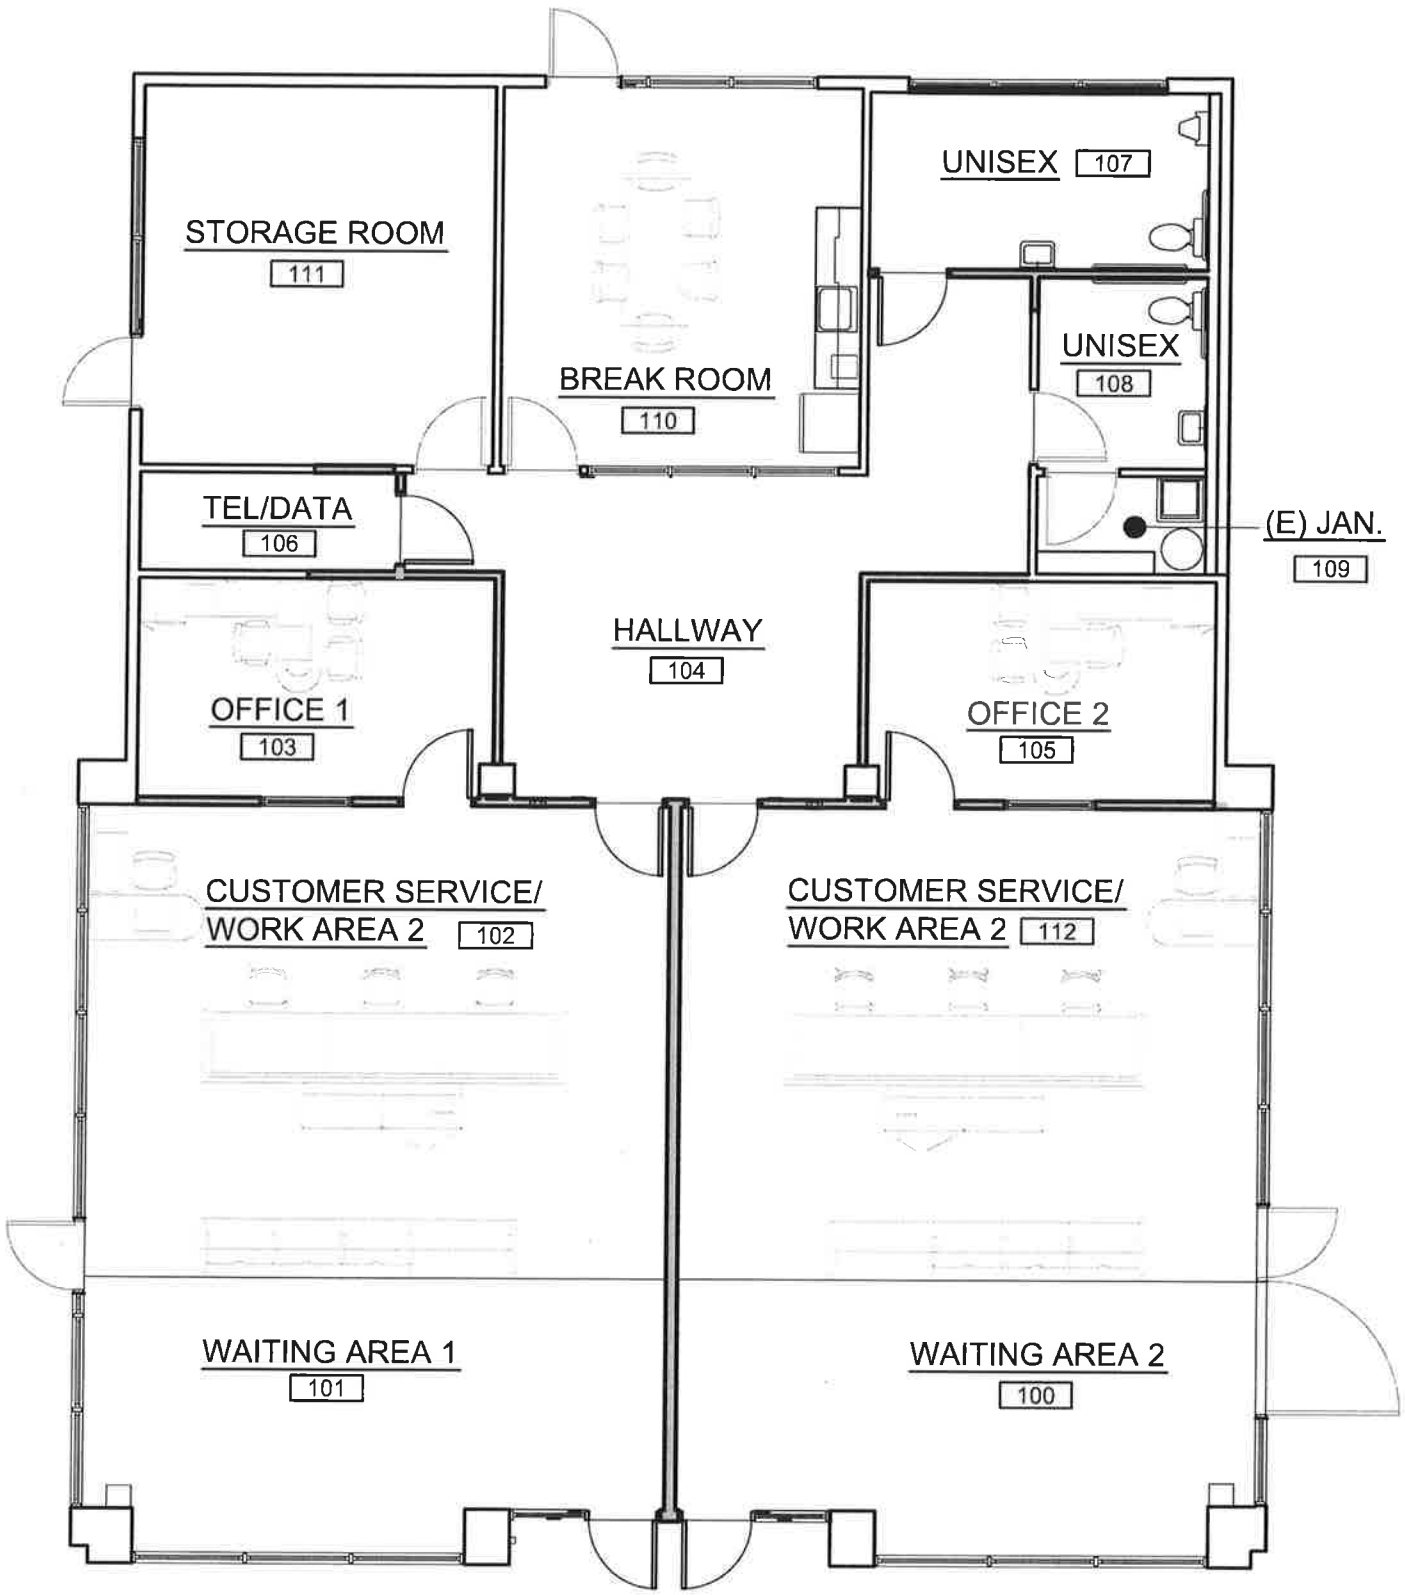 UNISEX 107
STORAGE ROOM
111
UNISEX
108
BREAK ROOM
110
TEL/DATA
106
(E) JAN.
109
HALLWAY
104
OFFICE 1
103
OFFICE 2
105
CUSTOMER SERVICE/
WORK AREA 2 102
CUSTOMER SERVICE/
WORK AREA 2 112
WAITING AREA 1
101
WAITING AREA 2
100